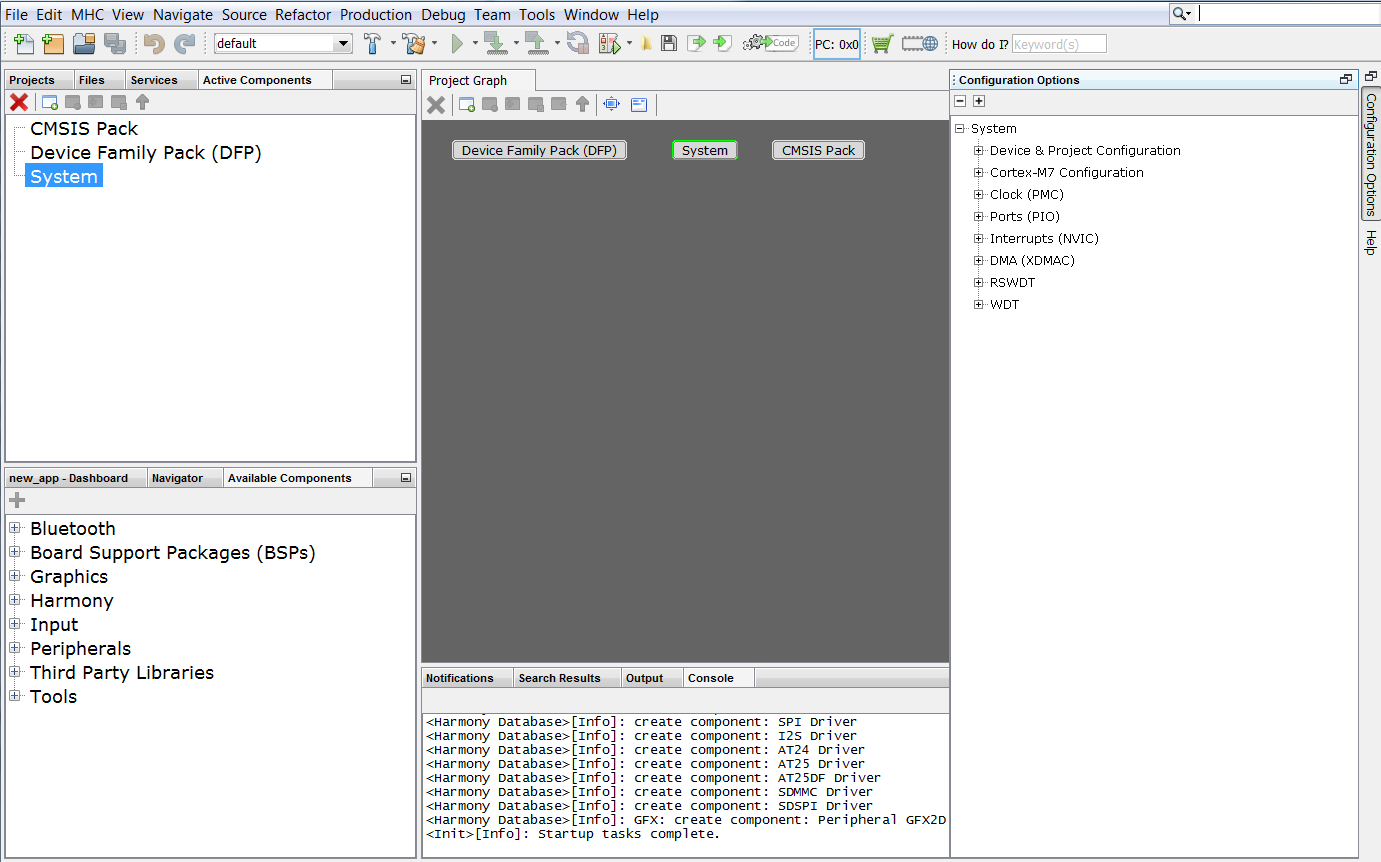 File Edit MHC View Navigate Source Refactor Production Debug Team Tools Window Help
default
Code
PC: 0x0
How do I?
Keyword(s)
Projects
Files
Services
Active Components
CMSIS Pack
Device Family Pack (DFP)
System
new_app - Dashboard
Navigator
Available Components
Bluetooth
Board Support Packages (BSPs)
Graphics
Harmony
Input
Peripherals
Third Party Libraries
Tools
Project Graph
Device Family Pack (DFP)
System
CMSIS Pack
Notifications
Search Results
Output
Console
<Harmony Database>[Info]: create component: SPI Driver
<Harmony Database>[Info]: create component: I2S Driver
<Harmony Database>[Info]: create component: AT24 Driver
<Harmony Database>[Info]: create component: AT25 Driver
<Harmony Database>[Info]: create component: AT25DF Driver
<Harmony Database>[Info]: create component: SDMMC Driver
<Harmony Database>[Info]: create component: SDSPI Driver
<Harmony Database>[Info]: GFX: create component: Peripheral GFX2D
<Init>[Info]: Startup tasks complete.
Configuration Options
System
Device & Project Configuration
Cortex-M7 Configuration
Clock (PMC)
Ports (PIO)
Interrupts (NVIC)
DMA (XDMAC)
RSWDT
WDT
Configuration Options
Help